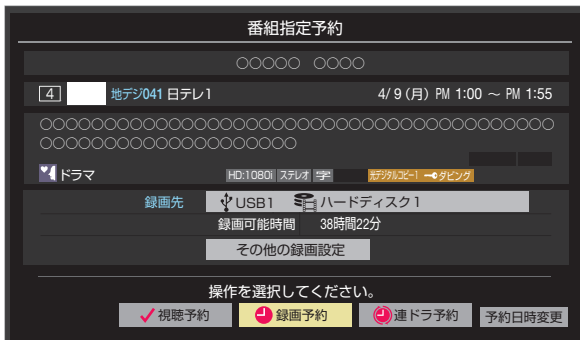 番組指定予約
○○○○○ ○○○○
4 地デジ041 日テレ1 4/ 9 (月) PM 1:00 ～ PM 1:55
○○○○○○○○○○○○○○○○○○○○○○○○○○○○○○○○○○○○○○○○
○○○○○○○○○○○○○○○○○○○○
ドラマ HD:1080i ステレオ 字 光デジタルコピー1 ダビング
録画先 USB1 ハードディスク1
録画可能時間 38時間22分
その他の録画設定
操作を選択してください。
視聴予約 録画予約 連ドラ予約 予約日時変更